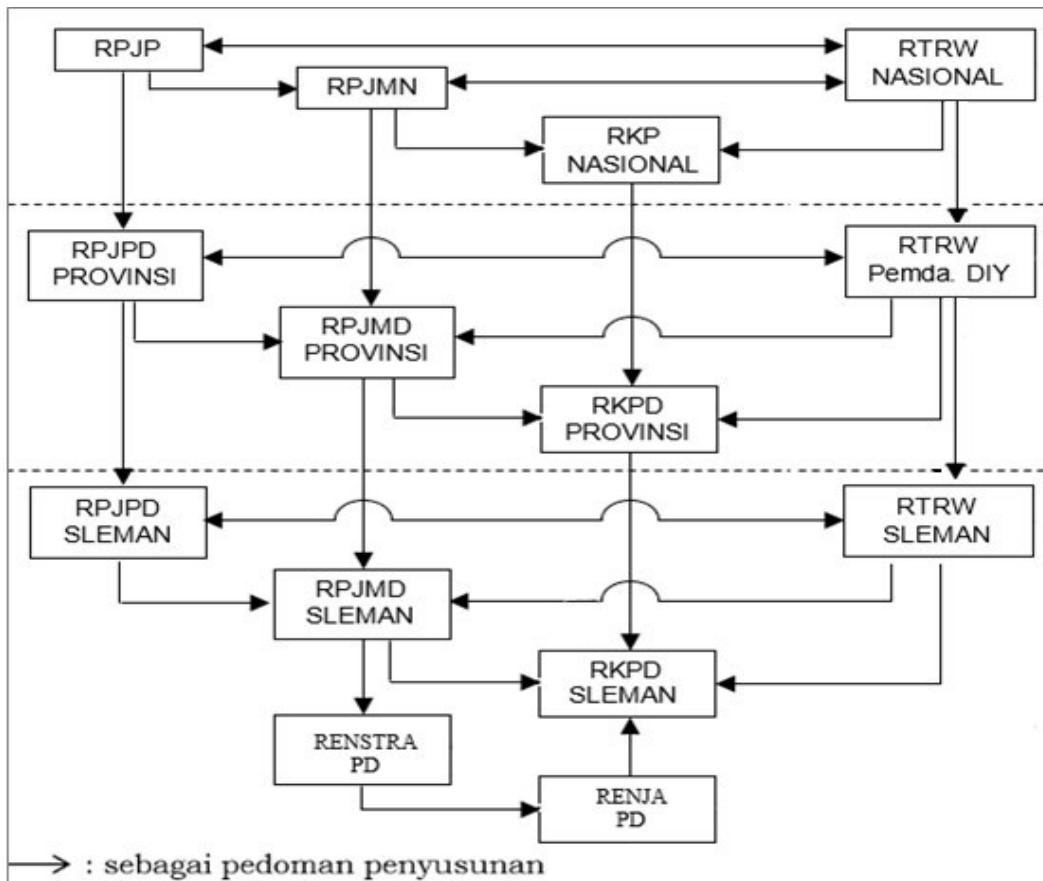 RPJP
RTRW
NASIONAL
RPJMN
RKP
NASIONAL
RPJPD
PROVINSI
RTRW
Pemda. DIY
RPJMD
PROVINSI
RKPD
PROVINSI
RPJPD
SLEMAN
RTRW
SLEMAN
RPJMD
SLEMAN
RKPD
SLEMAN
RENSTRA
PD
RENJA
PD
: sebagai pedoman penyusunan